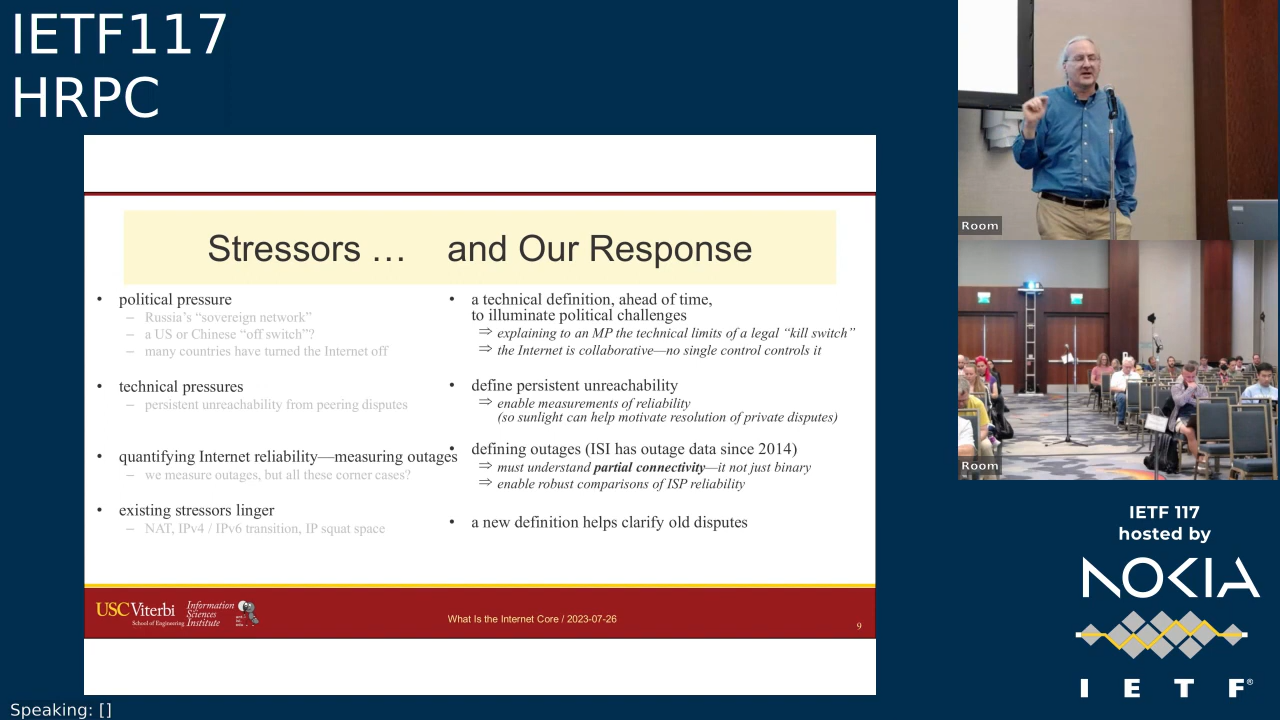 IETF117
HRPC
Stressors … and Our Response
• political pressure
– Russia's “sovereign network”
– a US or Chinese “off switch”?
– many countries have turned the Internet off
• technical pressures
– persistent unreachability from peering disputes
• quantifying Internet reliability—measuring outages
– we measure outages, but all these corner cases?
• existing stressors linger
– NAT, IPv4 / IPv6 transition, IP squat space
• a technical definition, ahead of time,
to illuminate political challenges
⇒ explaining to an MP the technical limits of a legal “kill switch”
⇒ the Internet is collaborative—no single control controls it
• define persistent unreachability
⇒ enable measurements of reliability
(so sunlight can help motivate resolution of private disputes)
• defining outages (ISI has outage data since 2014)
⇒ must understand partial connectivity—it not just binary
⇒ enable robust comparisons of ISP reliability
• a new definition helps clarify old disputes
USC Viterbi
School of Engineering
Information
Sciences
Institute
What Is the Internet Core / 2023-07-26
9
Room
Room
IETF 117
hosted by
NOKIA
I E T F®
Speaking: []